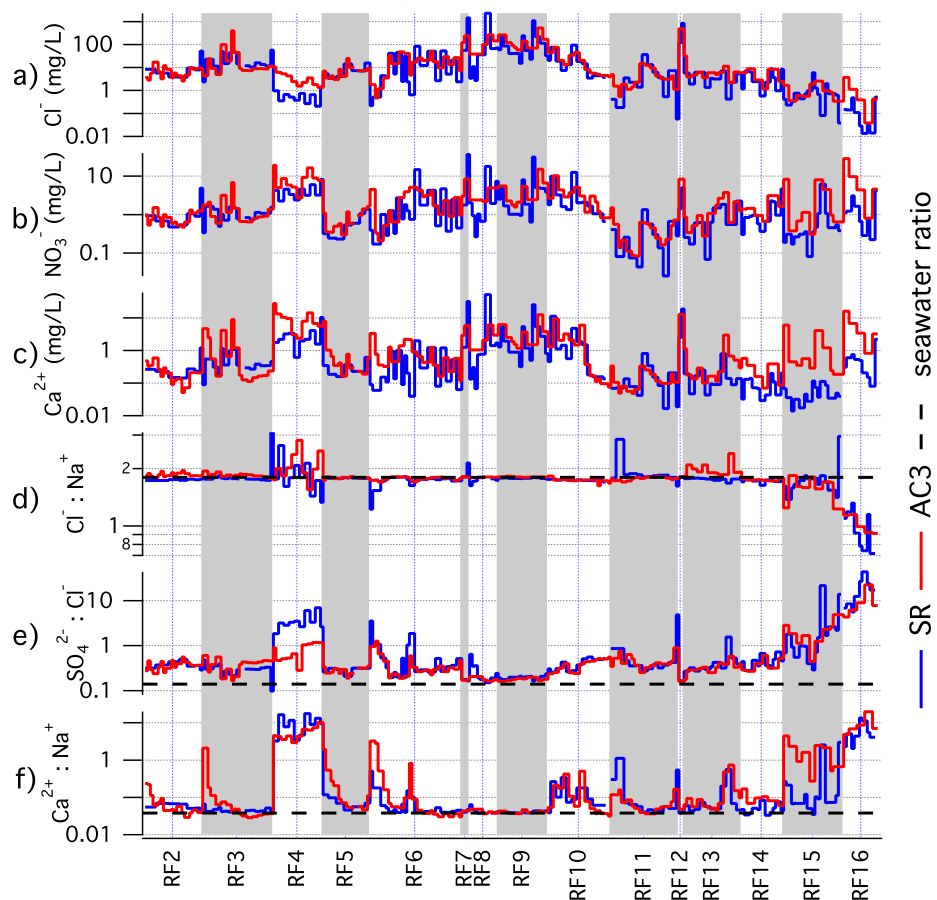 a) Cl⁻ (mg/L)
100
1
0.01
b) NO₃⁻ (mg/L)
10
0.1
c) Ca²⁺ (mg/L)
1
0.01
d) Cl⁻ : Na⁺
2
1
8
e) SO₄²⁻ : Cl⁻
10
1
0.1
f) Ca²⁺ : Na⁺
1
0.01
RF2 RF3 RF4 RF5 RF6 RF7 RF8 RF9 RF10 RF11 RF12 RF13 RF14 RF15 RF16
SR AC3 seawater ratio